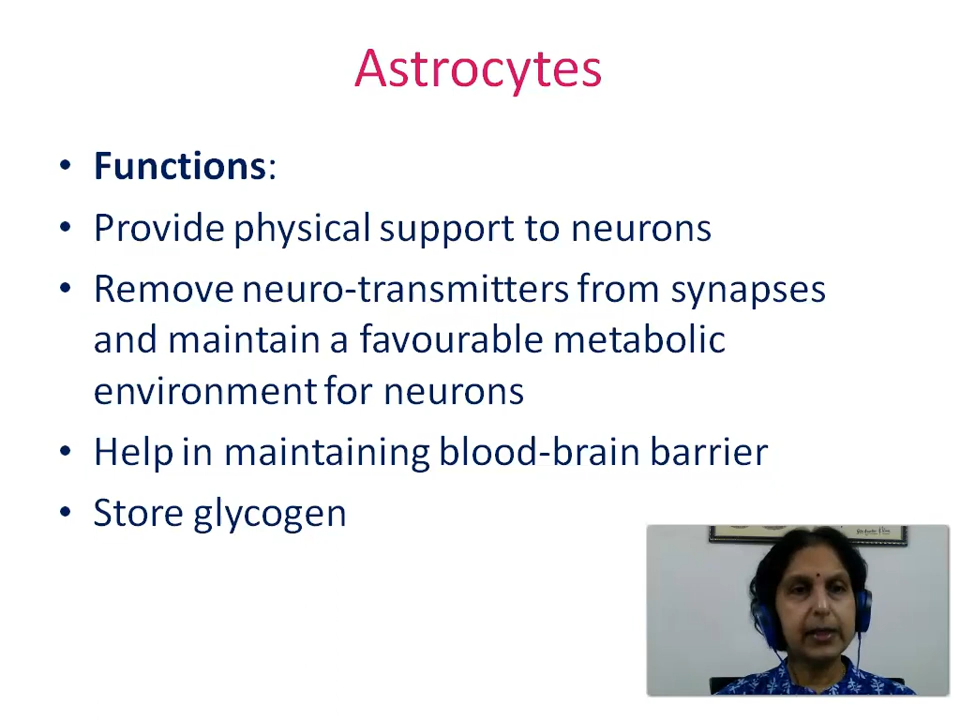 Astrocytes
• Functions:
• Provide physical support to neurons
• Remove neuro-transmitters from synapses
and maintain a favourable metabolic
environment for neurons
• Help in maintaining blood-brain barrier
• Store glycogen